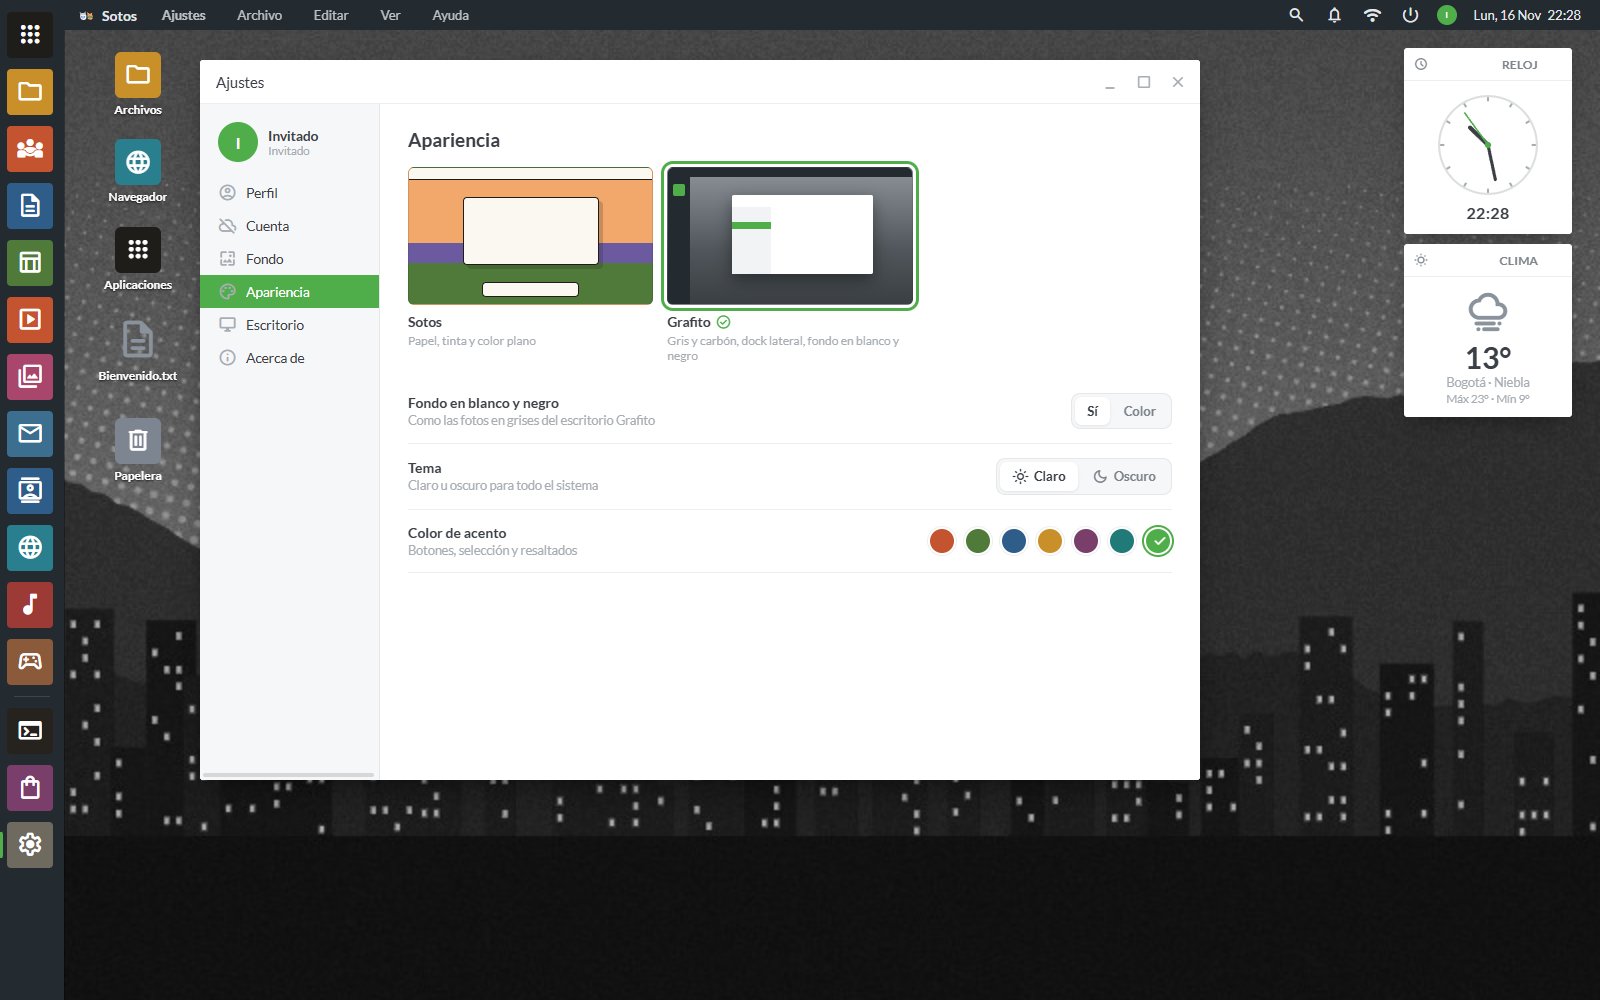 Sotos Ajustes Archivo Editar Ver Ayuda
I Lun, 16 Nov 22:28
Archivos
Navegador
Aplicaciones
Bienvenido.txt
Papelera
Ajustes
I
Invitado
Invitado
Perfil
Cuenta
Fondo
Apariencia
Escritorio
Acerca de
Apariencia
Sotos
Papel, tinta y color plano
Grafito
Gris y carbón, dock lateral, fondo en blanco y
negro
Fondo en blanco y negro
Como las fotos en grises del escritorio Grafito
Sí Color
Tema
Claro u oscuro para todo el sistema
Claro Oscuro
Color de acento
Botones, selección y resaltados
RELOJ
22:28
CLIMA
13°
Bogotá · Niebla
Máx 23° · Mín 9°